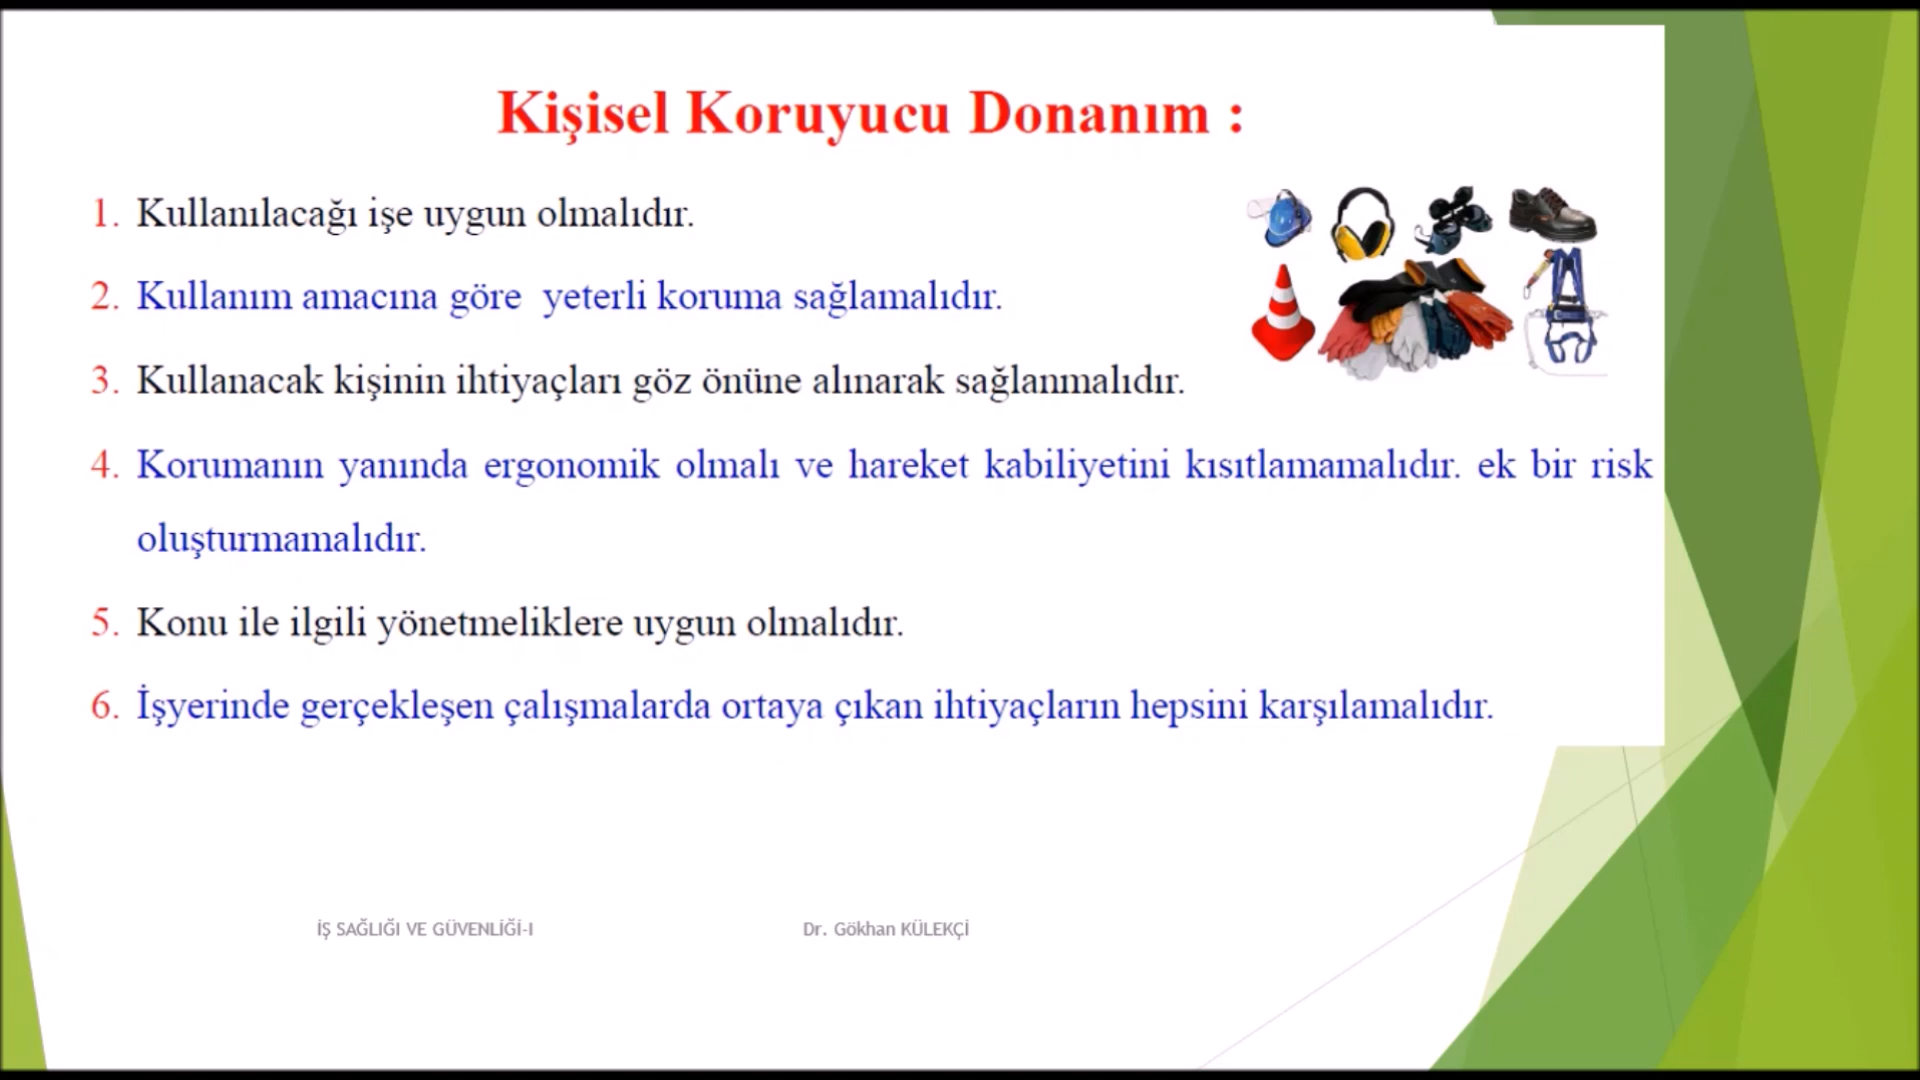 Kişisel Koruyucu Donanım :
1. Kullanılacağı işe uygun olmalıdır.
2. Kullanım amacına göre yeterli koruma sağlamalıdır.
3. Kullanacak kişinin ihtiyaçları göz önüne alınarak sağlanmalıdır.
4. Korumanın yanında ergonomik olmalı ve hareket kabiliyetini kısıtlamamalıdır. ek bir risk
oluşturmamalıdır.
5. Konu ile ilgili yönetmeliklere uygun olmalıdır.
6. İşyerinde gerçekleşen çalışmalarda ortaya çıkan ihtiyaçların hepsini karşılamalıdır.
İŞ SAĞLIĞI VE GÜVENLİĞİ-I Dr. Gökhan KÜLEKÇİ